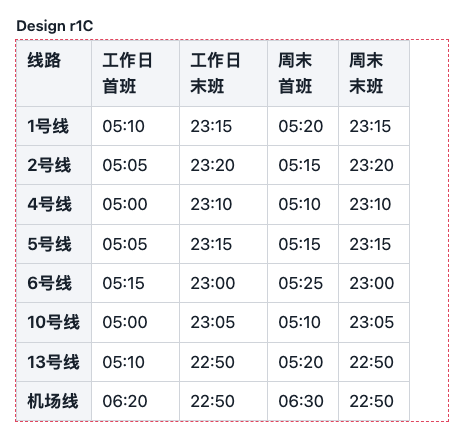 Design r1C
线路 工作日首班 工作日末班 周末首班 周末末班
1号线 05:10 23:15 05:20 23:15
2号线 05:05 23:20 05:15 23:20
4号线 05:00 23:10 05:10 23:10
5号线 05:05 23:15 05:15 23:15
6号线 05:15 23:00 05:25 23:00
10号线 05:00 23:05 05:10 23:05
13号线 05:10 22:50 05:20 22:50
机场线 06:20 22:50 06:30 22:50